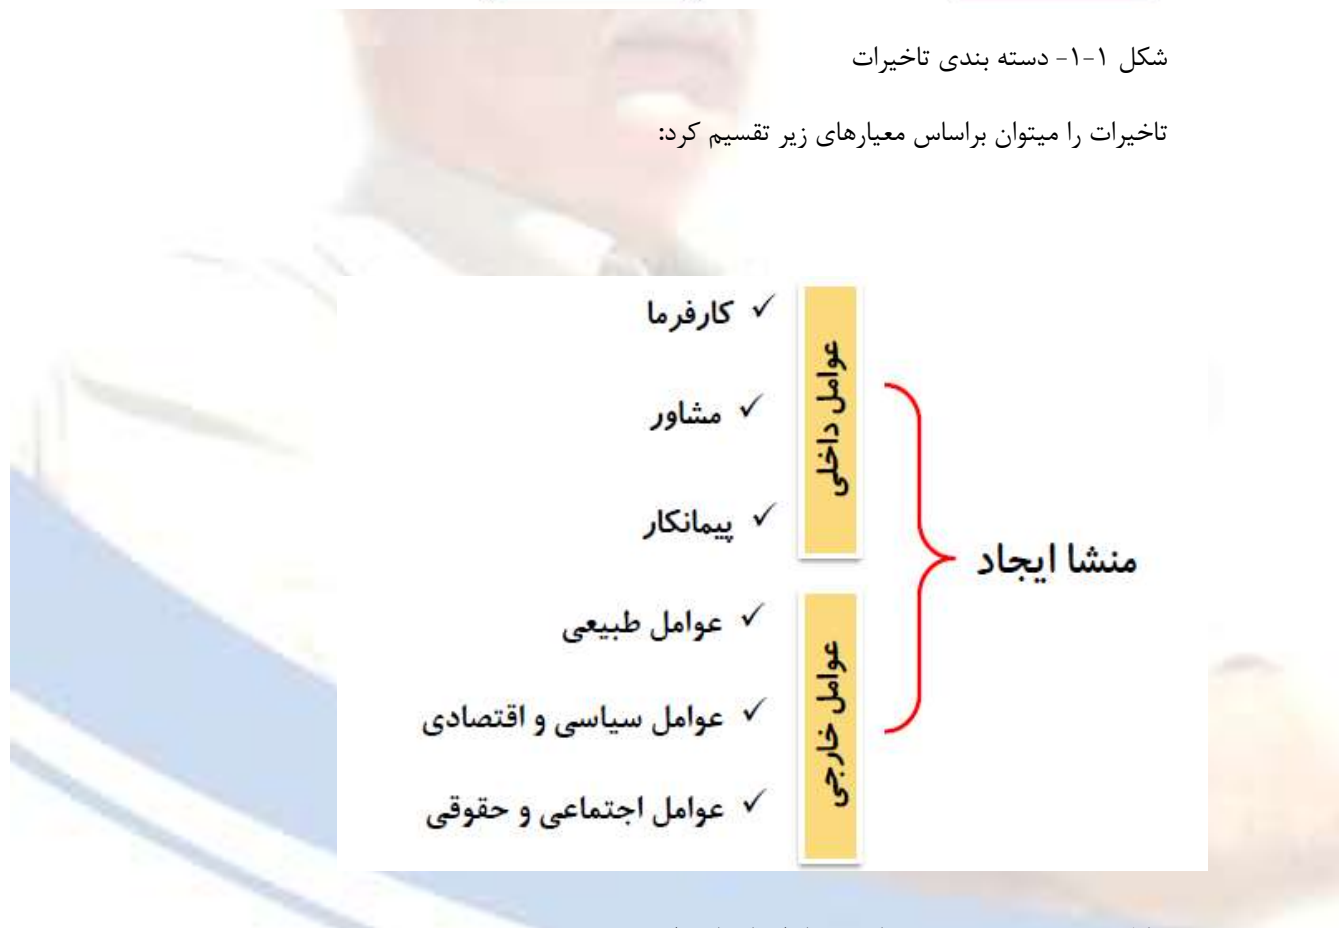 شکل ۱-۱- دسته بندی تاخیرات
تاخیرات را میتوان براساس معیارهای زیر تقسیم کرد:
منشا ایجاد
عوامل داخلی
✓ کارفرما
✓ مشاور
✓ پیمانکار
عوامل خارجی
✓ عوامل طبیعی
✓ عوامل سیاسی و اقتصادی
✓ عوامل اجتماعی و حقوقی